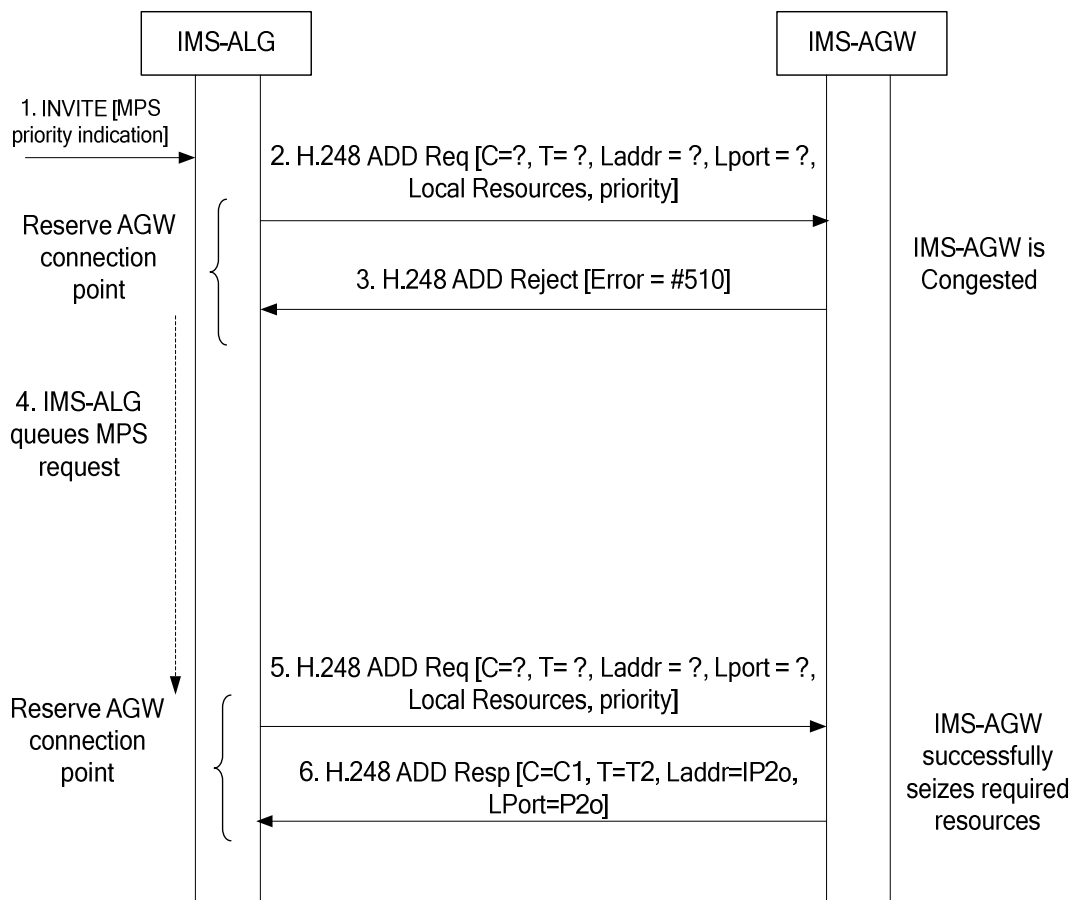 IMS-ALG
IMS-AGW
1. INVITE [MPS
priority indication]
2. H.248 ADD Req [C=?, T= ?, Laddr = ?, Lport = ?,
Local Resources, priority]
Reserve AGW
connection
point
IMS-AGW is
Congested
3. H.248 ADD Reject [Error = #510]
4. IMS-ALG
queues MPS
request
5. H.248 ADD Req [C=?, T= ?, Laddr = ?, Lport = ?,
Local Resources, priority]
Reserve AGW
connection
point
IMS-AGW
successfully
seizes required
resources
6. H.248 ADD Resp [C=C1, T=T2, Laddr=IP2o,
LPort=P2o]